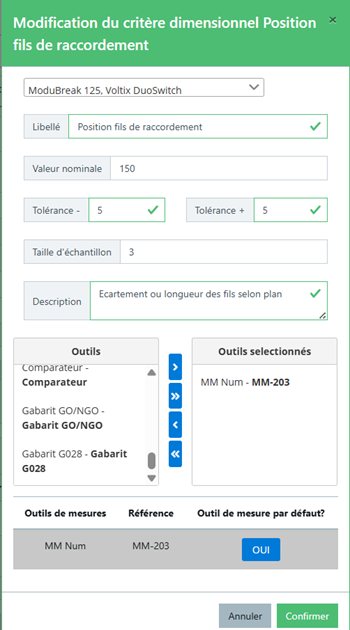 Modification du critère dimensionnel Position
fils de raccordement
×
ModuBreak 125, Voltix DuoSwitch
Libellé Position fils de raccordement
Valeur nominale 150
Tolérance - 5 Tolérance + 5
Taille d'échantillon 3
Description Ecartement ou longueur des fils selon plan
Outils
Comparateur -
Comparateur
Gabarit GO/NGO -
Gabarit GO/NGO
Gabarit G028 - Gabarit
G028
Outils selectionnés
MM Num - MM-203
Outils de mesures Référence Outil de mesure par défaut?
MM Num MM-203 OUI
Annuler Confirmer